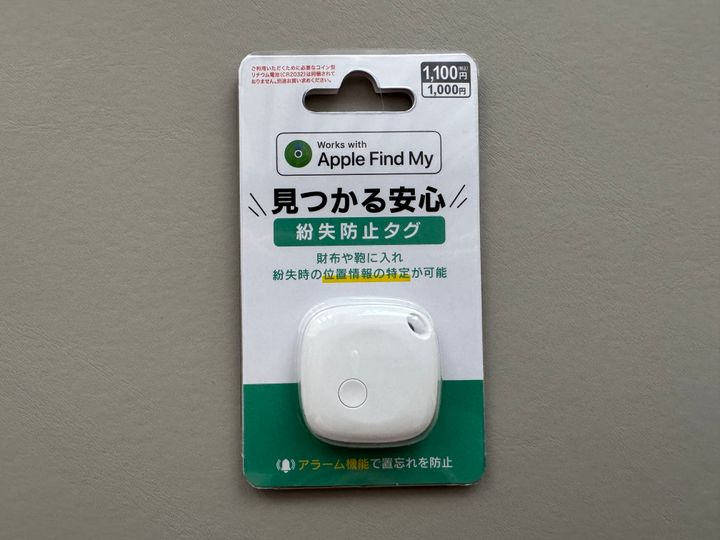 ご利用いただくために必要なコイン型
リチウム電池(CR2032)は同梱されて
おりません。別途お買い求めください。
1,100円(税込)
1,000円
Works with
Apple Find My
見つかる安心
紛失防止タグ
財布や鞄に入れ
紛失時の位置情報の特定が可能
アラーム機能で置忘れを防止